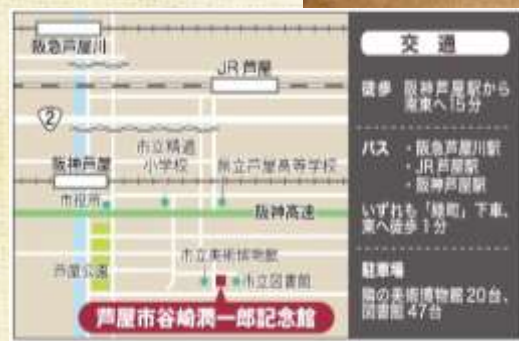 阪急芦屋川
JR芦屋
2
市立精道
小学校
県立芦屋高等学校
阪神芦屋
市役所
阪神高速
芦屋公園
市立美術博物館
市立図書館
芦屋市谷崎潤一郎記念館
交通
徒歩 阪神芦屋駅から
南東へ15分
バス ・阪急芦屋川駅
・JR芦屋駅
・阪神芦屋駅
いずれも「緑町」下車、
東へ徒歩1分
駐車場
隣の美術博物館20台、
図書館47台